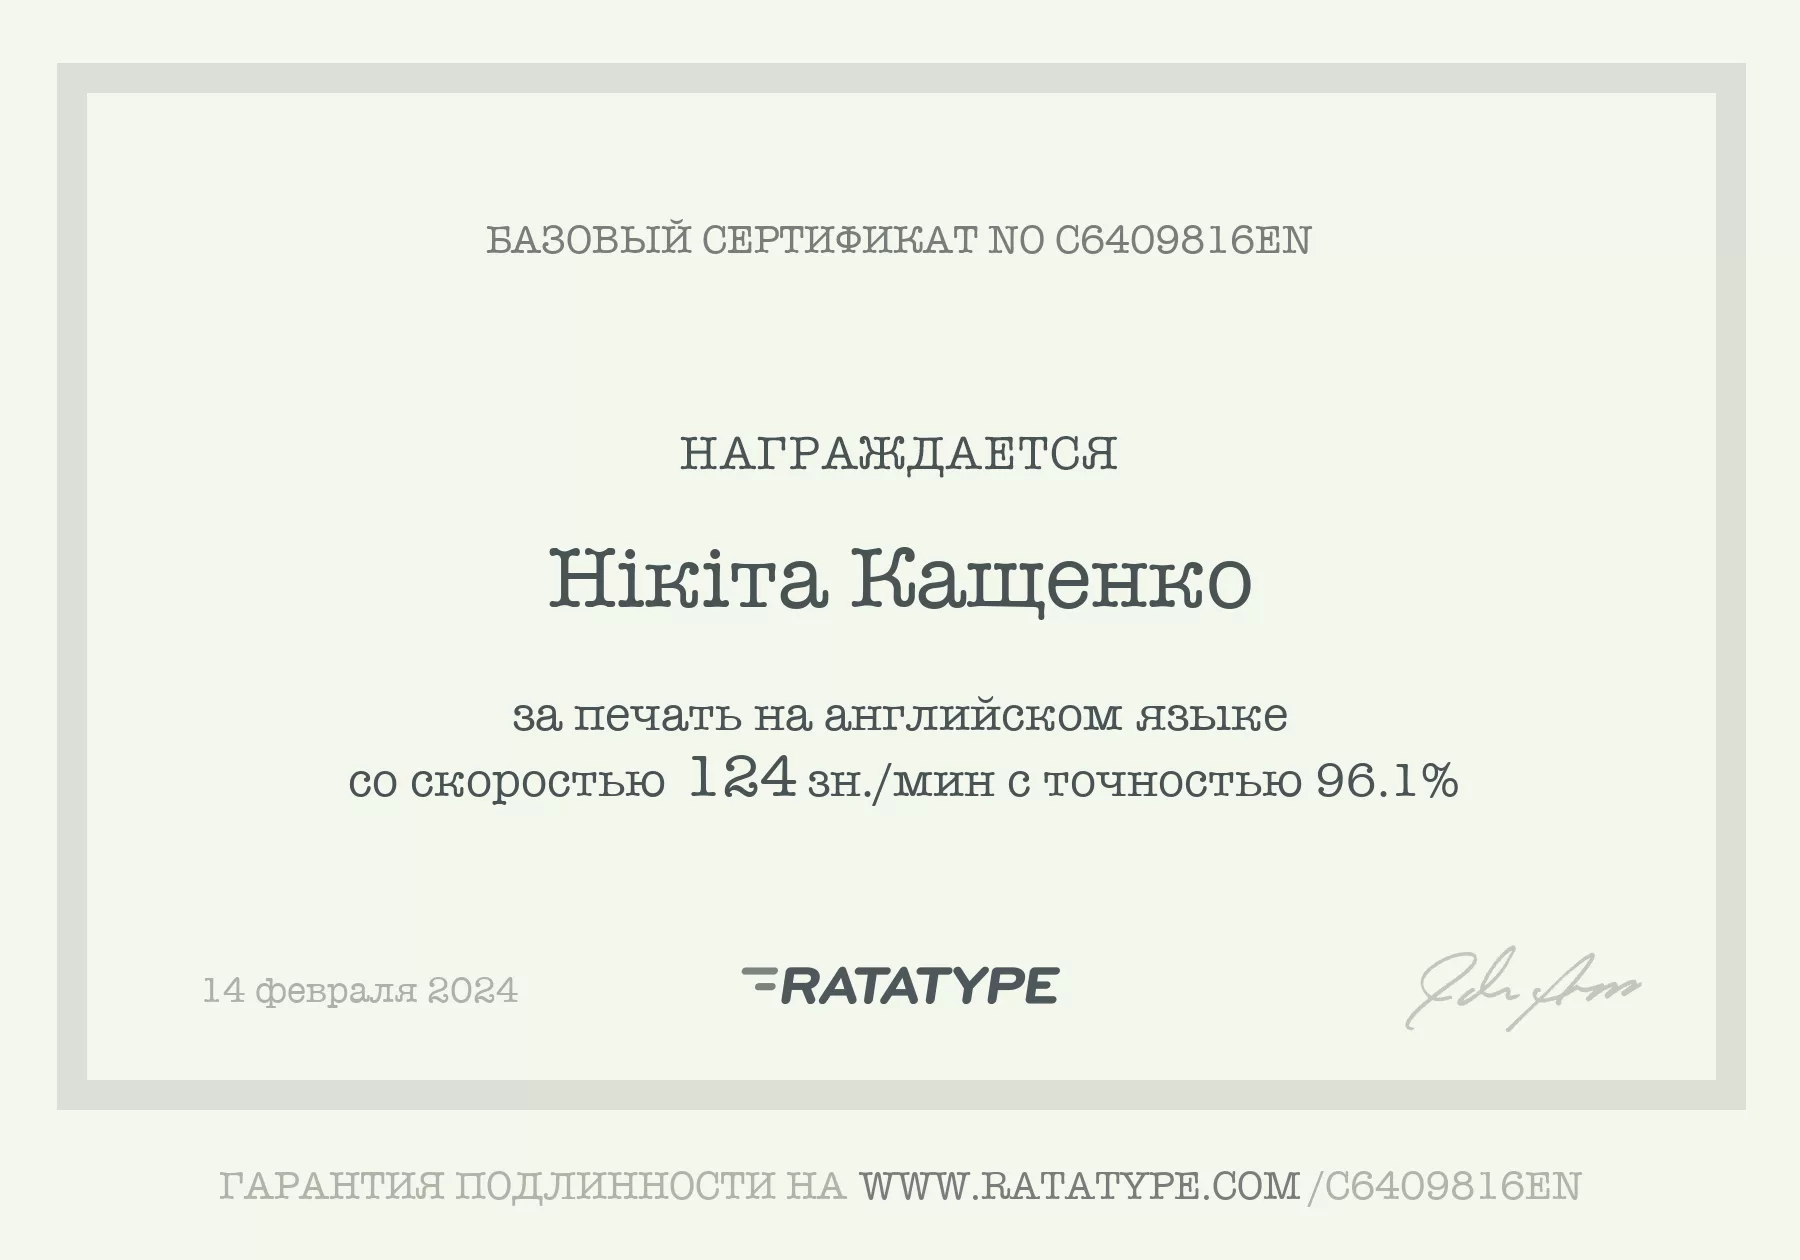 БАЗОВЫЙ СЕРТИФИКАТ NO C6409816EN
НАГРАЖДАЕТСЯ
Нікіта Кащенко
за печать на английском языке
со скоростью 124 зн./мин с точностью 96.1%
14 февраля 2024
RATATYPE
ГАРАНТИЯ ПОДЛИННОСТИ НА WWW.RATATYPE.COM/C6409816EN